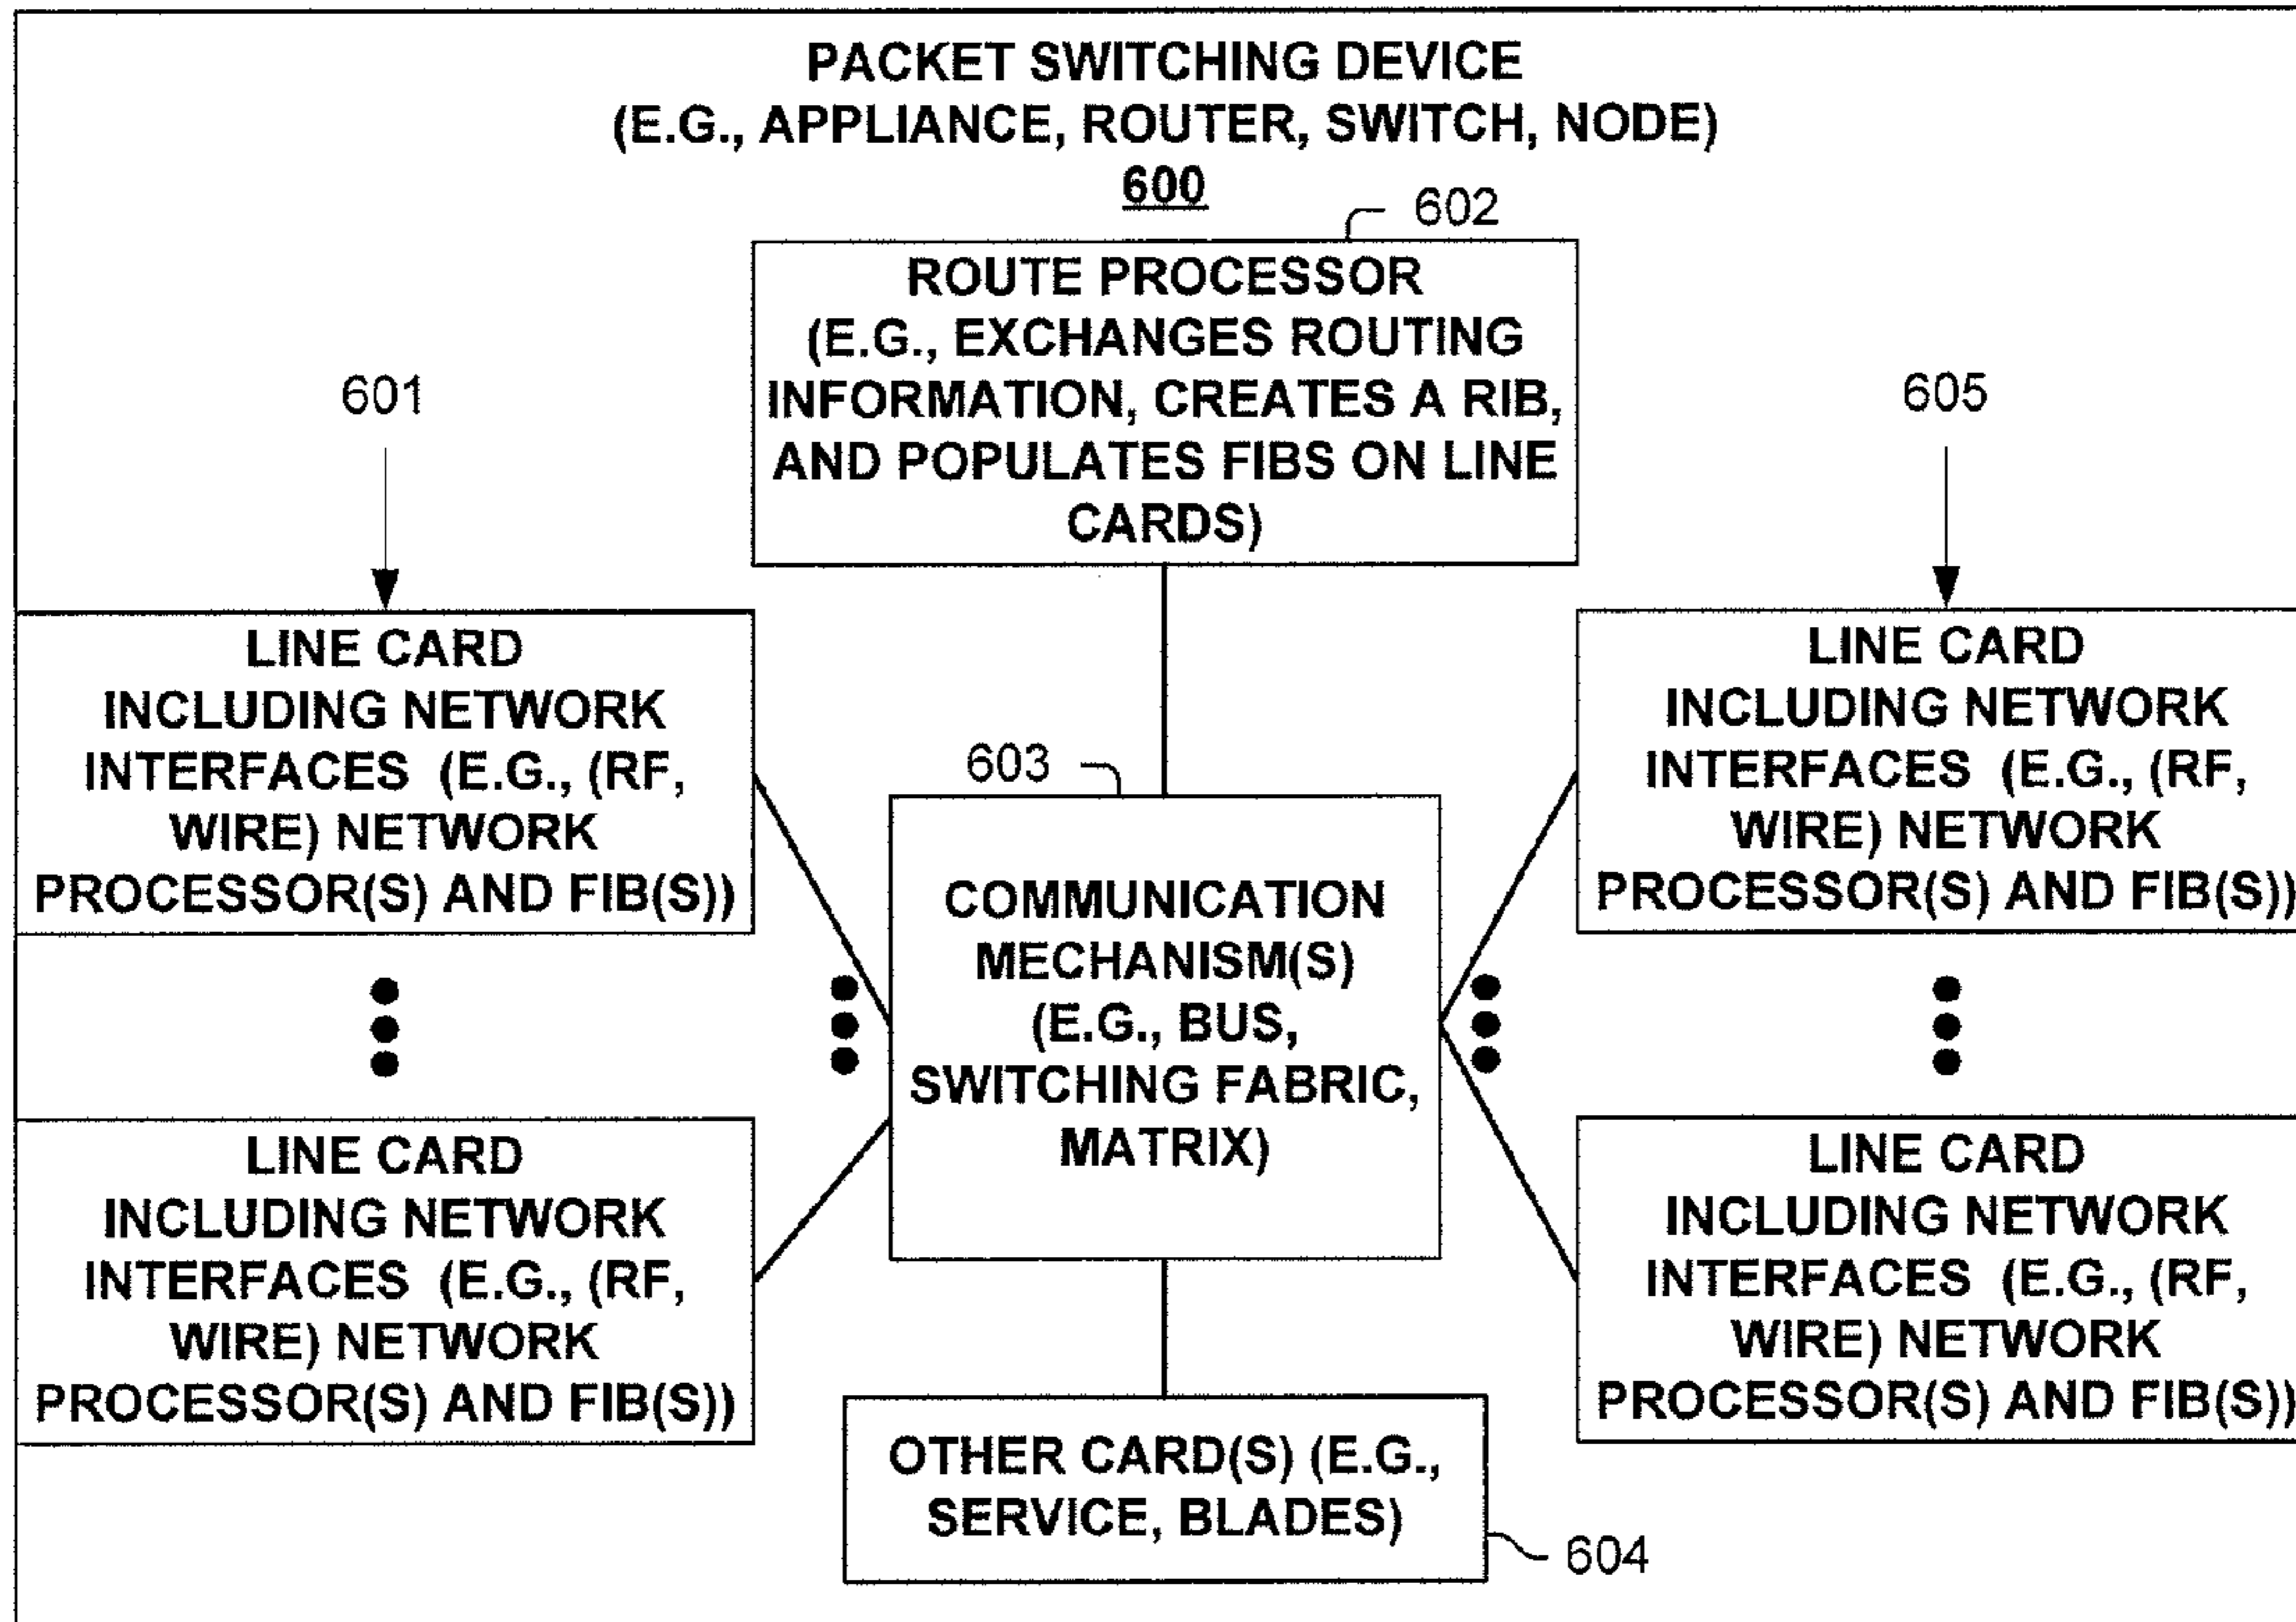 PACKET SWITCHING DEVICE
(E.G., APPLIANCE, ROUTER, SWITCH, NODE)
600
602
ROUTE PROCESSOR
(E.G., EXCHANGES ROUTING
INFORMATION, CREATES A RIB,
AND POPULATES FIBS ON LINE
CARDS)
601
605
LINE CARD
INCLUDING NETWORK
INTERFACES (E.G., (RF,
WIRE) NETWORK
PROCESSOR(S) AND FIB(S))
LINE CARD
INCLUDING NETWORK
INTERFACES (E.G., (RF,
WIRE) NETWORK
PROCESSOR(S) AND FIB(S))
603
COMMUNICATION
MECHANISM(S)
(E.G., BUS,
SWITCHING FABRIC,
MATRIX)
LINE CARD
INCLUDING NETWORK
INTERFACES (E.G., (RF,
WIRE) NETWORK
PROCESSOR(S) AND FIB(S))
LINE CARD
INCLUDING NETWORK
INTERFACES (E.G., (RF,
WIRE) NETWORK
PROCESSOR(S) AND FIB(S))
OTHER CARD(S) (E.G.,
SERVICE, BLADES)
604